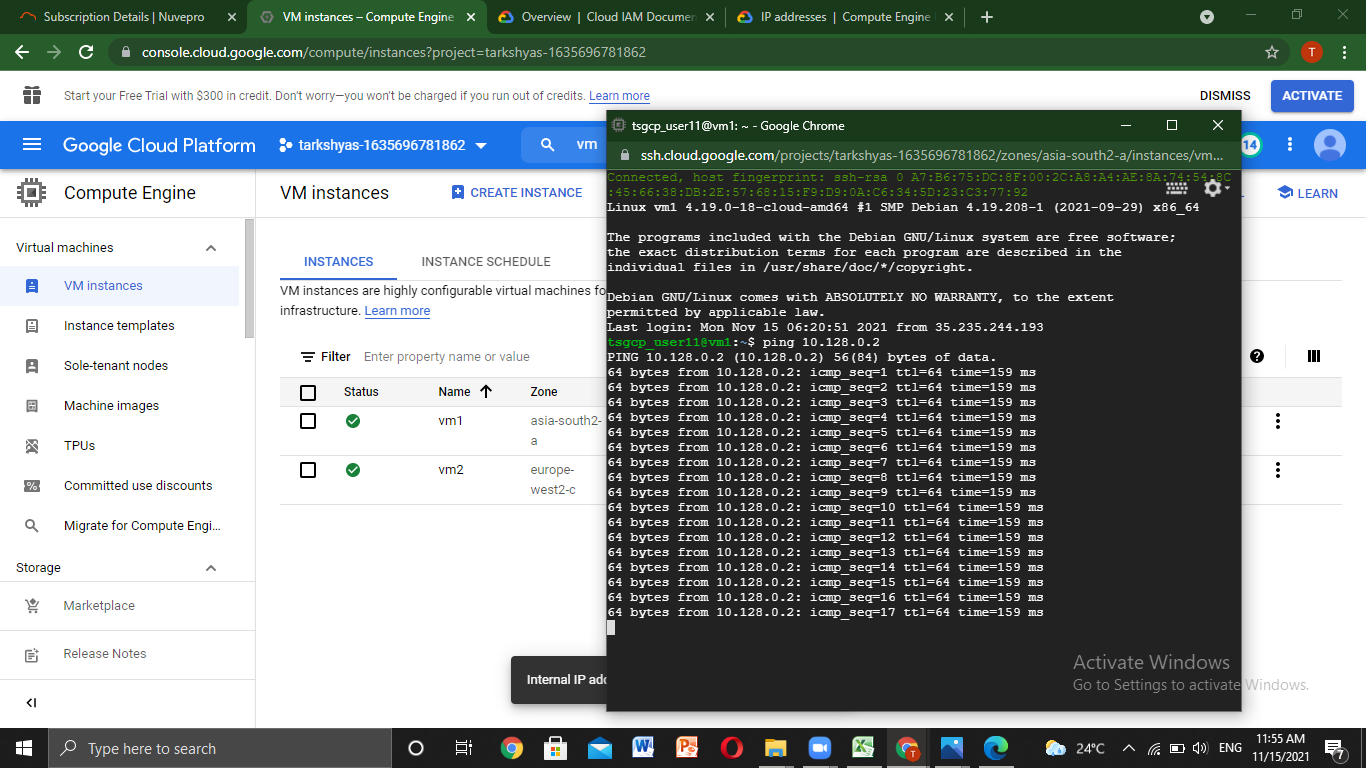 Subscription Details | Nuvepro
VM instances – Compute Engine
Overview | Cloud IAM Documen
IP addresses | Compute Engine
console.cloud.google.com/compute/instances?project=tarkshyas-1635696781862
T
Start your Free Trial with $300 in credit. Don't worry—you won't be charged if you run out of credits. Learn more
DISMISS
ACTIVATE
Google Cloud Platform
tarkshyas-1635696781862
vm
14
Compute Engine
VM instances
CREATE INSTANCE
LEARN
Virtual machines
VM instances
Instance templates
Sole-tenant nodes
Machine images
TPUs
Committed use discounts
Migrate for Compute Engi...
Storage
Marketplace
Release Notes
INSTANCES
INSTANCE SCHEDULE
VM instances are highly configurable virtual machines fo
infrastructure. Learn more
Filter Enter property name or value
Status Name Zone
vm1 asia-south2-
a
vm2 europe-
west2-c
Internal IP add
tsgcp_user11@vm1: ~ - Google Chrome
ssh.cloud.google.com/projects/tarkshyas-1635696781862/zones/asia-south2-a/instances/vm...
Connected, host fingerprint: ssh-rsa 0 A7:B6:75:DC:8F:00:2C:A8:A4:AE:8A:74:54:8C
:45:66:38:DB:2E:57:68:15:F9:D9:0A:C6:34:5D:23:C3:77:92
Linux vm1 4.19.0-18-cloud-amd64 #1 SMP Debian 4.19.208-1 (2021-09-29) x86_64
The programs included with the Debian GNU/Linux system are free software;
the exact distribution terms for each program are described in the
individual files in /usr/share/doc/*/copyright.
Debian GNU/Linux comes with ABSOLUTELY NO WARRANTY, to the extent
permitted by applicable law.
Last login: Mon Nov 15 06:20:51 2021 from 35.235.244.193
tsgcp_user11@vm1:~$ ping 10.128.0.2
PING 10.128.0.2 (10.128.0.2) 56(84) bytes of data.
64 bytes from 10.128.0.2: icmp_seq=1 ttl=64 time=159 ms
64 bytes from 10.128.0.2: icmp_seq=2 ttl=64 time=159 ms
64 bytes from 10.128.0.2: icmp_seq=3 ttl=64 time=159 ms
64 bytes from 10.128.0.2: icmp_seq=4 ttl=64 time=159 ms
64 bytes from 10.128.0.2: icmp_seq=5 ttl=64 time=159 ms
64 bytes from 10.128.0.2: icmp_seq=6 ttl=64 time=159 ms
64 bytes from 10.128.0.2: icmp_seq=7 ttl=64 time=159 ms
64 bytes from 10.128.0.2: icmp_seq=8 ttl=64 time=159 ms
64 bytes from 10.128.0.2: icmp_seq=9 ttl=64 time=159 ms
64 bytes from 10.128.0.2: icmp_seq=10 ttl=64 time=159 ms
64 bytes from 10.128.0.2: icmp_seq=11 ttl=64 time=159 ms
64 bytes from 10.128.0.2: icmp_seq=12 ttl=64 time=159 ms
64 bytes from 10.128.0.2: icmp_seq=13 ttl=64 time=159 ms
64 bytes from 10.128.0.2: icmp_seq=14 ttl=64 time=159 ms
64 bytes from 10.128.0.2: icmp_seq=15 ttl=64 time=159 ms
64 bytes from 10.128.0.2: icmp_seq=16 ttl=64 time=159 ms
64 bytes from 10.128.0.2: icmp_seq=17 ttl=64 time=159 ms
Activate Windows
Go to Settings to activate Windows.
Type here to search
24°C
ENG
11:55 AM
11/15/2021
7